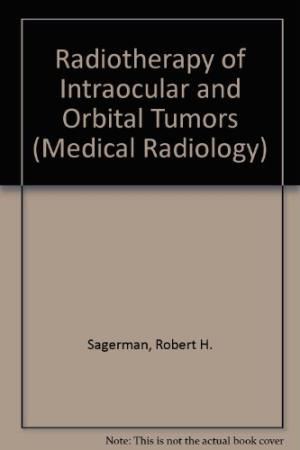 Radiotherapy of
Intraocular and
Orbital Tumors
(Medical Radiology)
Sagerman, Robert H.
Note: This is not the actual book cover